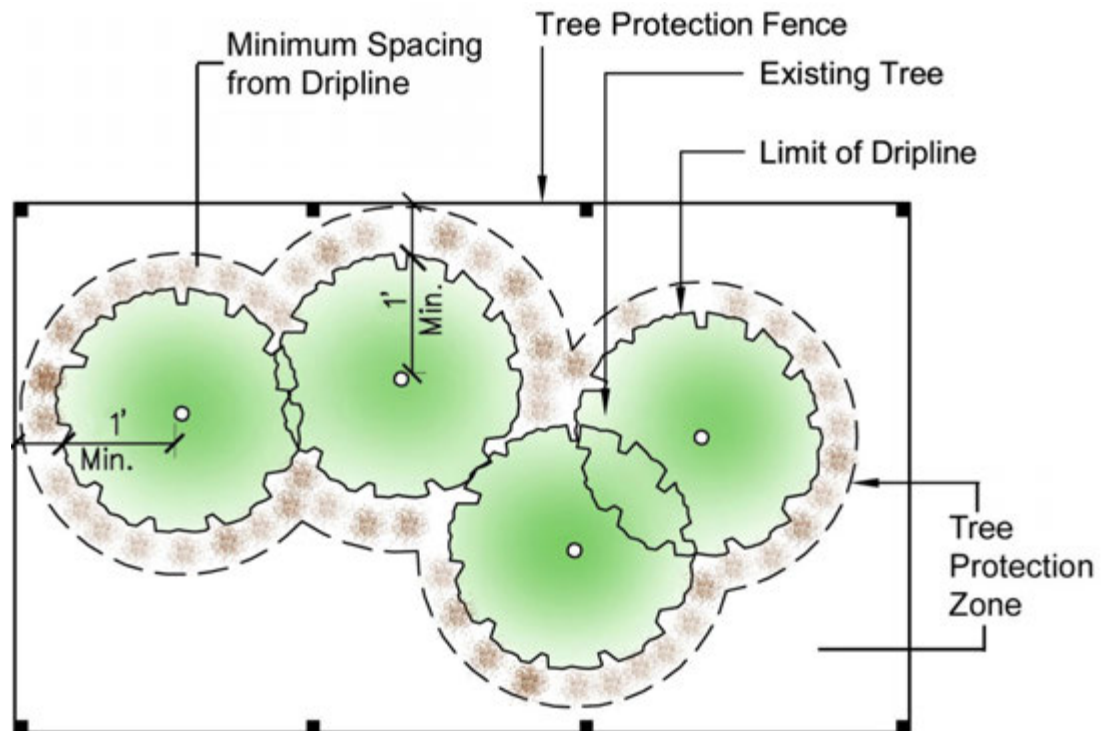 Tree Protection Fence
Minimum Spacing
from Dripline
Existing Tree
Limit of Dripline
1'
Min.
1'
Min.
Tree
Protection
Zone